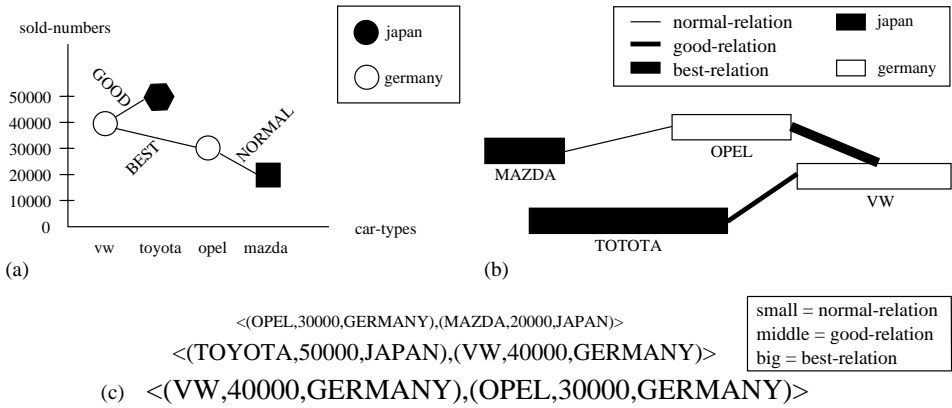 sold-numbers
50000
40000
30000
20000
10000
0
GOOD
BEST
NORMAL
vw toyota opel mazda
car-types
japan
germany
(a)
normal-relation
good-relation
best-relation
japan
germany
MAZDA
OPEL
VW
TOTOTA
(b)
<(OPEL,30000,GERMANY),(MAZDA,20000,JAPAN)>
<(TOYOTA,50000,JAPAN),(VW,40000,GERMANY)>
(c) <(VW,40000,GERMANY),(OPEL,30000,GERMANY)>
small = normal-relation
middle = good-relation
big = best-relation